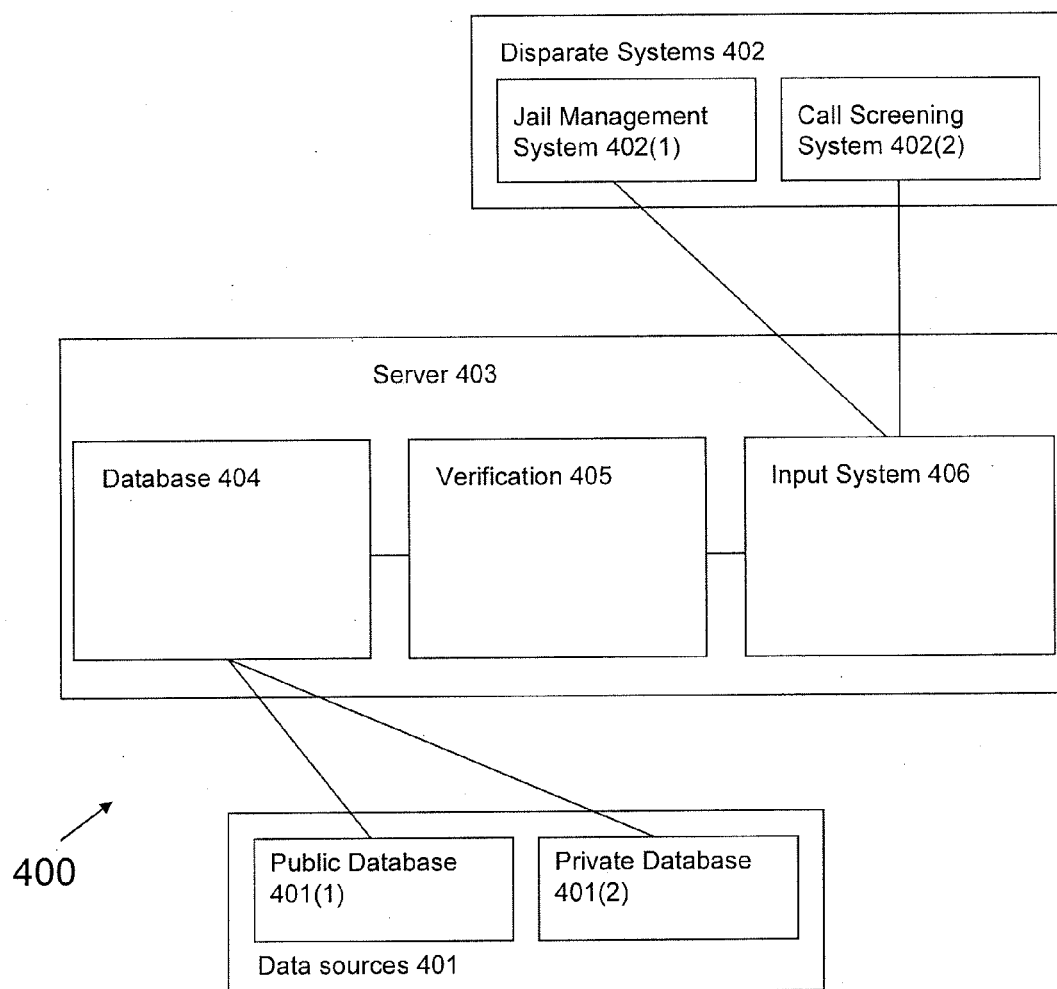 Disparate Systems 402
Jail Management
System 402(1)
Call Screening
System 402(2)
Server 403
Database 404
Verification 405
Input System 406
400
Public Database
401(1)
Private Database
401(2)
Data sources 401